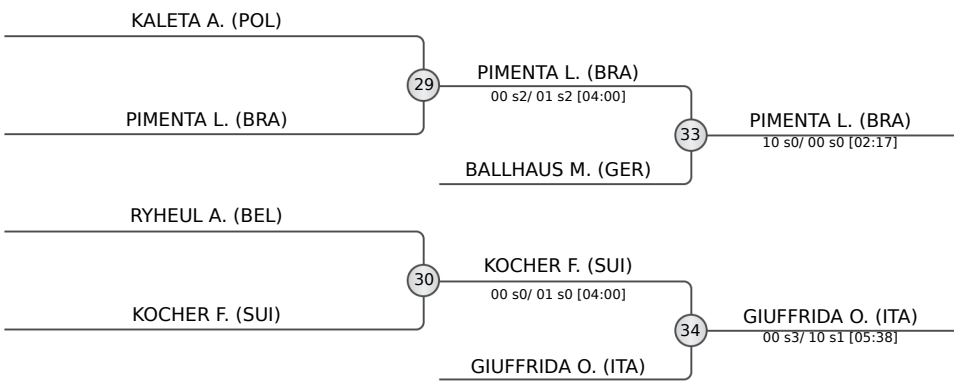 KALETA A. (POL)
29
PIMENTA L. (BRA)
00 s2/ 01 s2 [04:00]
PIMENTA L. (BRA)
33
PIMENTA L. (BRA)
10 s0/ 00 s0 [02:17]
BALLHAUS M. (GER)
RYHEUL A. (BEL)
30
KOCHER F. (SUI)
00 s0/ 01 s0 [04:00]
KOCHER F. (SUI)
34
GIUFFRIDA O. (ITA)
00 s3/ 10 s1 [05:38]
GIUFFRIDA O. (ITA)